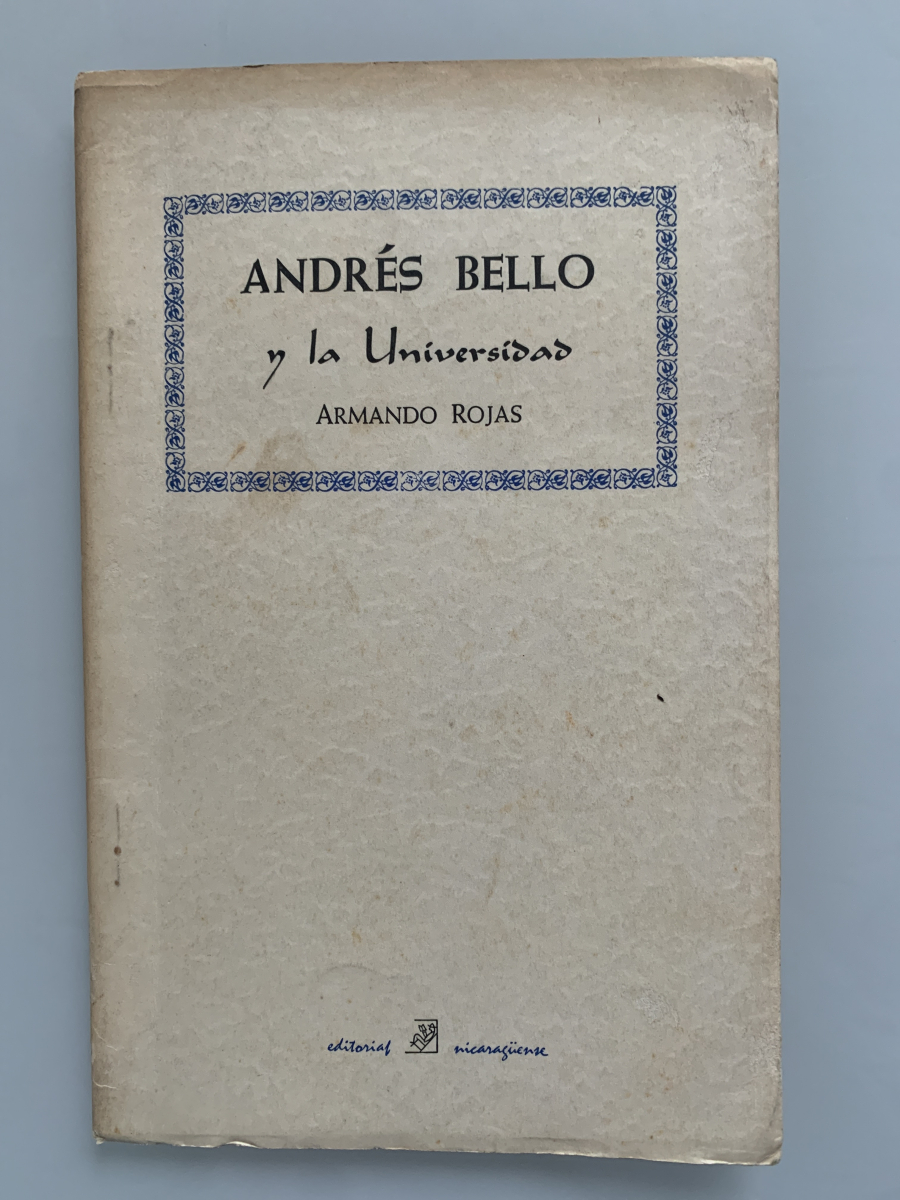 ANDRÉS BELLO
y la Universidad
ARMANDO ROJAS
editorial nicaragüense